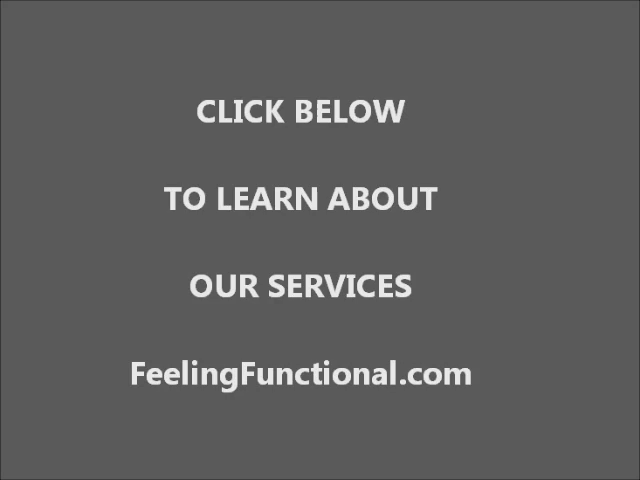 CLICK BELOW
TO LEARN ABOUT
OUR SERVICES
FeelingFunctional.com